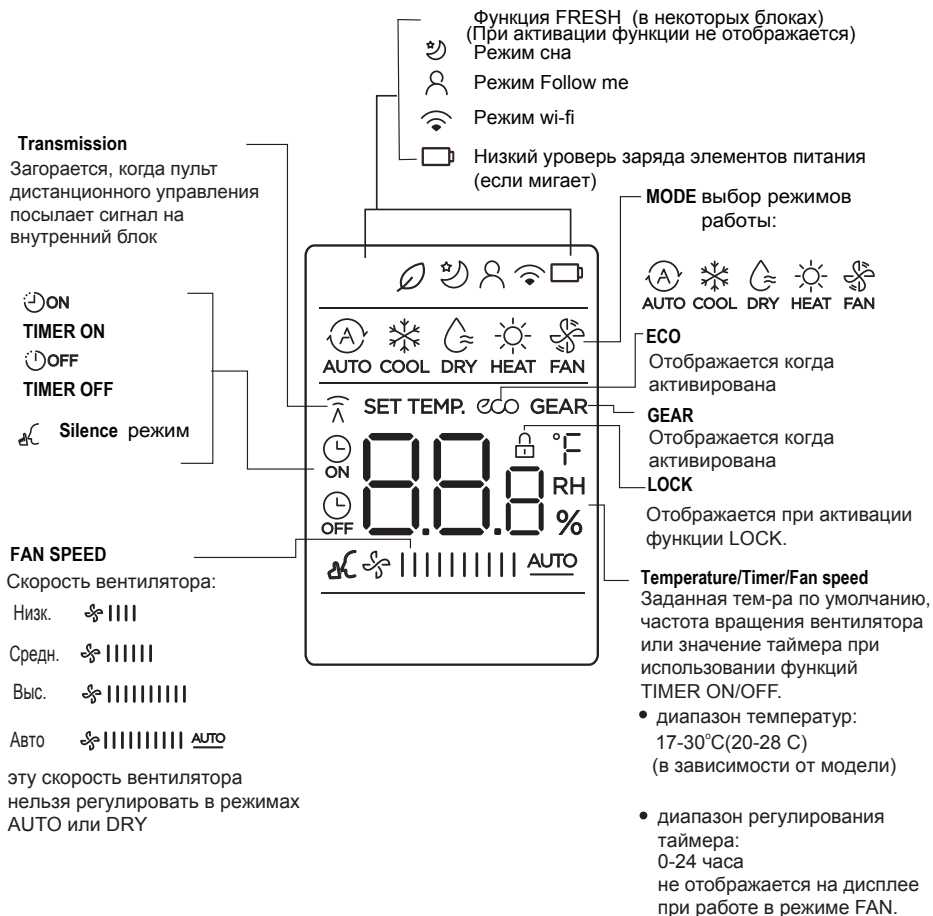 Функция FRESH (в некоторых блоках)
(При активации функции не отображается)
Режим сна
Режим Follow me
Режим wi-fi
Низкий уроверь заряда элементов питания
(если мигает)
Transmission
Загорается, когда пульт
дистанционного управления
посылает сигнал на
внутренний блок
ON
TIMER ON
OFF
TIMER OFF
Silence режим
FAN SPEED
Скорость вентилятора:
Низк.
Средн.
Выс.
Авто AUTO
эту скорость вентилятора
нельзя регулировать в режимах
AUTO или DRY
A
AUTO COOL DRY HEAT FAN
SET TEMP. eco GEAR
ON
OFF
88.8
°F
RH
%
AUTO
MODE выбор режимов
работы:
A
AUTO COOL DRY HEAT FAN
ECO
Отображается когда
активирована
GEAR
Отображается когда
активирована
LOCK
Отображается при активации
функции LOCK.
Temperature/Timer/Fan speed
Заданная тем-ра по умолчанию,
частота вращения вентилятора
или значение таймера при
использовании функций
TIMER ON/OFF.
• диапазон температур:
17-30°C(20-28 C)
(в зависимости от модели)
• диапазон регулирования
таймера:
0-24 часа
не отображается на дисплее
при работе в режиме FAN.